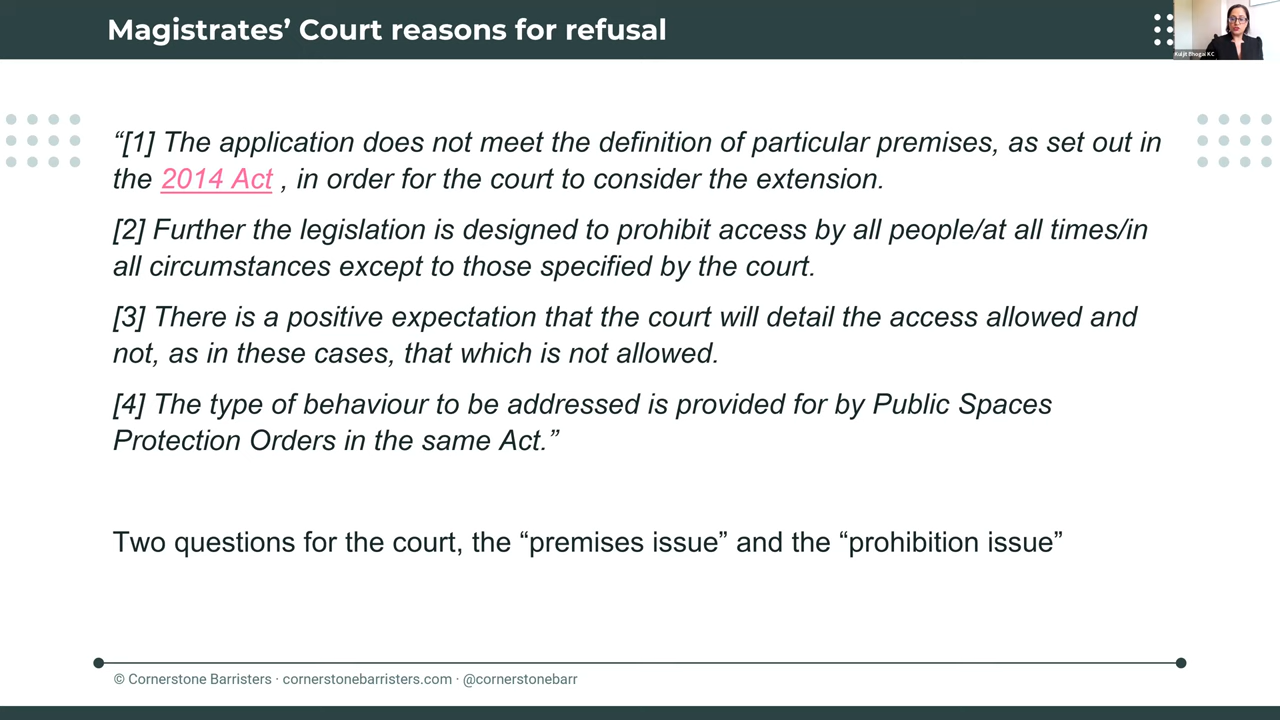 Magistrates’ Court reasons for refusal
Kuljit Bhogal KC
“[1] The application does not meet the definition of particular premises, as set out in
the 2014 Act , in order for the court to consider the extension.
[2] Further the legislation is designed to prohibit access by all people/at all times/in
all circumstances except to those specified by the court.
[3] There is a positive expectation that the court will detail the access allowed and
not, as in these cases, that which is not allowed.
[4] The type of behaviour to be addressed is provided for by Public Spaces
Protection Orders in the same Act.”
Two questions for the court, the “premises issue” and the “prohibition issue”
© Cornerstone Barristers · cornerstonebarristers.com · @cornerstonebarr